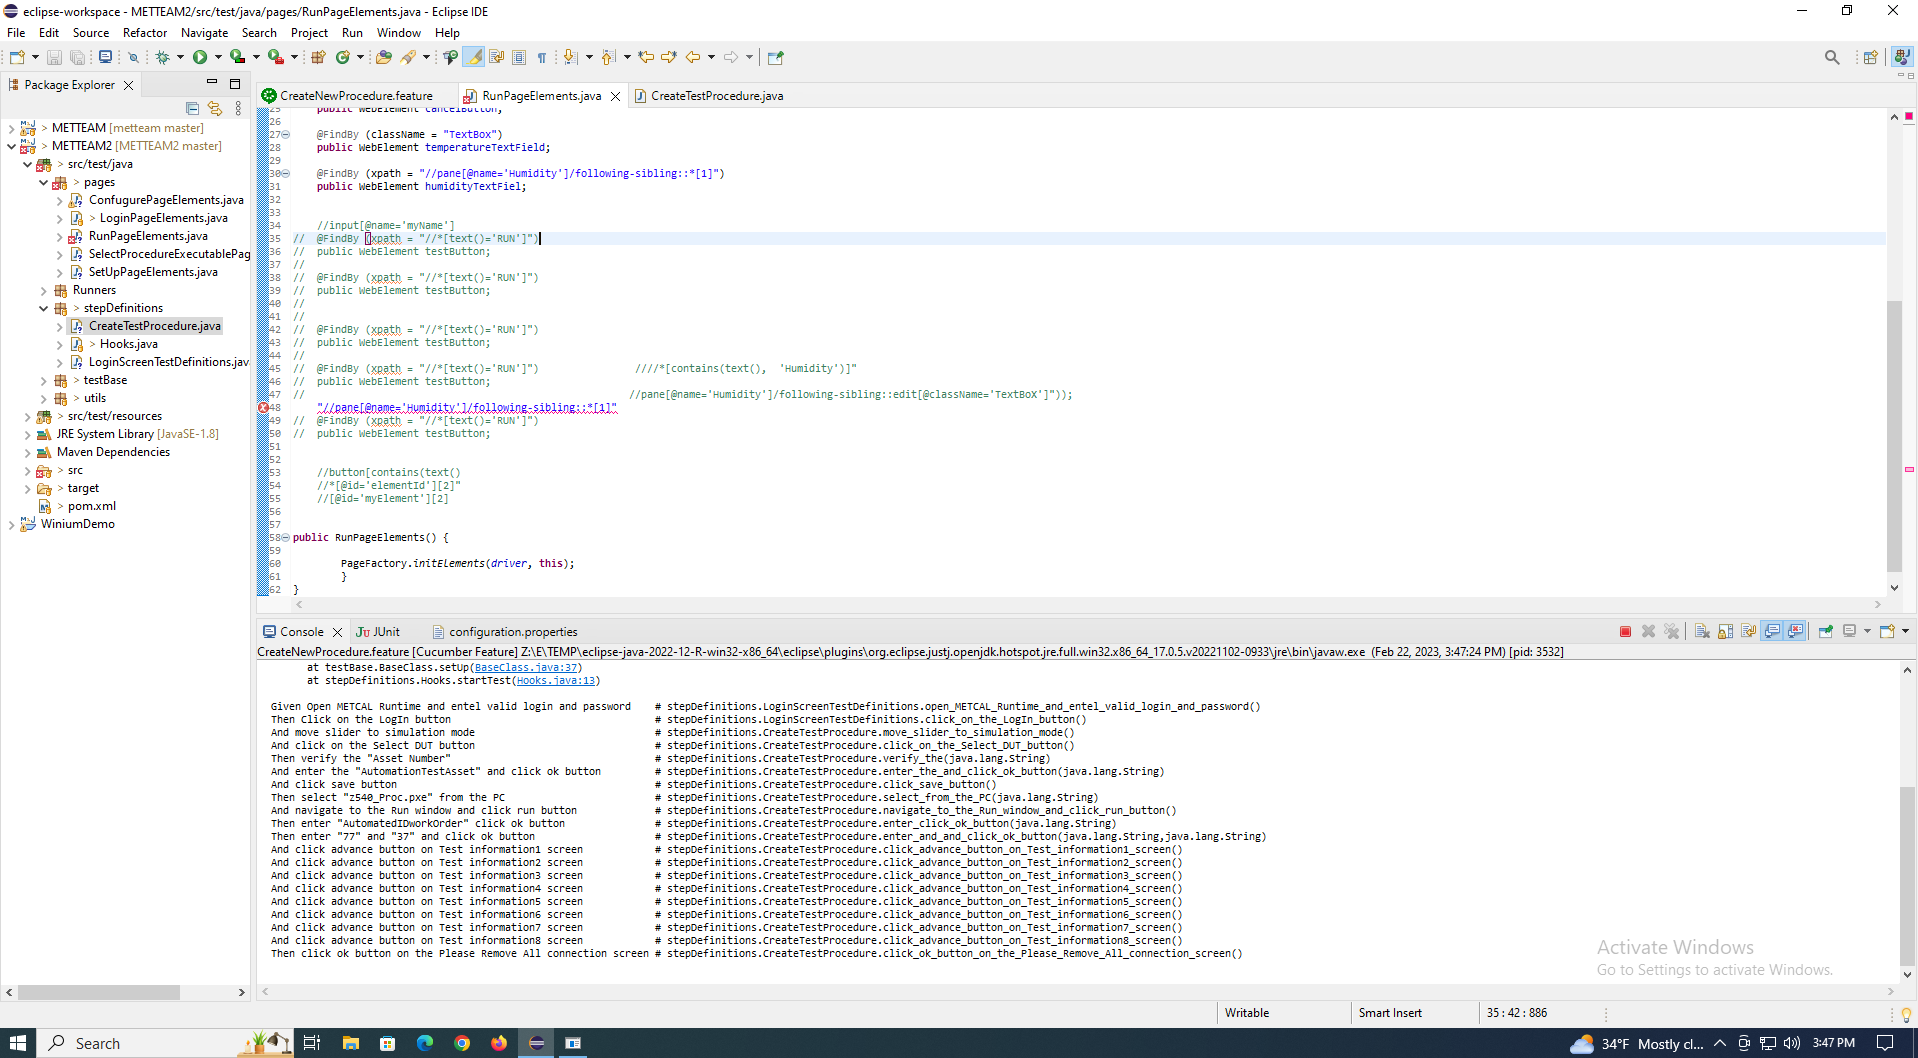 eclipse-workspace - METTEAM2/src/test/java/pages/RunPageElements.java - Eclipse IDE
File Edit Source Refactor Navigate Search Project Run Window Help
Package Explorer
CreateNewProcedure.feature
RunPageElements.java
CreateTestProcedure.java
> METTEAM [metteam master]
> METTEAM2 [METTEAM2 master]
> src/test/java
> pages
ConfugurePageElements.java
> LoginPageElements.java
RunPageElements.java
SelectProcedureExecutablePag
SetUpPageElements.java
Runners
> stepDefinitions
CreateTestProcedure.java
> Hooks.java
LoginScreenTestDefinitions.jav
> testBase
> utils
> src/test/resources
JRE System Library [JavaSE-1.8]
Maven Dependencies
> src
> target
> pom.xml
WiniumDemo
25 public WebElement cancelButton;
26
27 @FindBy (className = "TextBox")
28 public WebElement temperatureTextField;
29
30 @FindBy (xpath = "//pane[@name='Humidity']/following-sibling::*[1]")
31 public WebElement humidityTextFiel;
32
33
34 //input[@name='myName']
35 // @FindBy (xpath = "//*[text()='RUN']")
36 // public WebElement testButton;
37 //
38 // @FindBy (xpath = "//*[text()='RUN']")
39 // public WebElement testButton;
40 //
41 //
42 // @FindBy (xpath = "//*[text()='RUN']")
43 // public WebElement testButton;
44 //
45 // @FindBy (xpath = "//*[text()='RUN']") ////*[contains(text(), 'Humidity')]"
46 // public WebElement testButton;
47 // //pane[@name='Humidity']/following-sibling::edit[@className='TextBoX']"));
48 "//pane[@name='Humidity']/following-sibling::*[1]"
49 // @FindBy (xpath = "//*[text()='RUN']")
50 // public WebElement testButton;
51
52
53 //button[contains(text()
54 //*[@id='elementId'][2]"
55 //[@id='myElement'][2]
56
57
58 public RunPageElements() {
59
60 PageFactory.initElements(driver, this);
61 }
62 }
Console
JUnit
configuration.properties
CreateNewProcedure.feature [Cucumber Feature] Z:\E\TEMP\eclipse-java-2022-12-R-win32-x86_64\eclipse\plugins\org.eclipse.justj.openjdk.hotspot.jre.full.win32.x86_64_17.0.5.v20221102-0933\jre\bin\javaw.exe (Feb 22, 2023, 3:47:24 PM) [pid: 3532]
at testBase.BaseClass.setUp(BaseClass.java:37)
at stepDefinitions.Hooks.startTest(Hooks.java:13)
Given Open METCAL Runtime and entel valid login and password # stepDefinitions.LoginScreenTestDefinitions.open_METCAL_Runtime_and_entel_valid_login_and_password()
Then Click on the LogIn button # stepDefinitions.LoginScreenTestDefinitions.click_on_the_LogIn_button()
And move slider to simulation mode # stepDefinitions.CreateTestProcedure.move_slider_to_simulation_mode()
And click on the Select DUT button # stepDefinitions.CreateTestProcedure.click_on_the_Select_DUT_button()
Then verify the "Asset Number" # stepDefinitions.CreateTestProcedure.verify_the(java.lang.String)
And enter the "AutomationTestAsset" and click ok button # stepDefinitions.CreateTestProcedure.enter_the_and_click_ok_button(java.lang.String)
And click save button # stepDefinitions.CreateTestProcedure.click_save_button()
Then select "z540_Proc.pxe" from the PC # stepDefinitions.CreateTestProcedure.select_from_the_PC(java.lang.String)
And navigate to the Run window and click run button # stepDefinitions.CreateTestProcedure.navigate_to_the_Run_window_and_click_run_button()
Then enter "AutomatedIDworkOrder" click ok button # stepDefinitions.CreateTestProcedure.enter_click_ok_button(java.lang.String)
Then enter "77" and "37" and click ok button # stepDefinitions.CreateTestProcedure.enter_and_and_click_ok_button(java.lang.String,java.lang.String)
And click advance button on Test information1 screen # stepDefinitions.CreateTestProcedure.click_advance_button_on_Test_information1_screen()
And click advance button on Test information2 screen # stepDefinitions.CreateTestProcedure.click_advance_button_on_Test_information2_screen()
And click advance button on Test information3 screen # stepDefinitions.CreateTestProcedure.click_advance_button_on_Test_information3_screen()
And click advance button on Test information4 screen # stepDefinitions.CreateTestProcedure.click_advance_button_on_Test_information4_screen()
And click advance button on Test information5 screen # stepDefinitions.CreateTestProcedure.click_advance_button_on_Test_information5_screen()
And click advance button on Test information6 screen # stepDefinitions.CreateTestProcedure.click_advance_button_on_Test_information6_screen()
And click advance button on Test information7 screen # stepDefinitions.CreateTestProcedure.click_advance_button_on_Test_information7_screen()
And click advance button on Test information8 screen # stepDefinitions.CreateTestProcedure.click_advance_button_on_Test_information8_screen()
Then click ok button on the Please Remove All connection screen # stepDefinitions.CreateTestProcedure.click_ok_button_on_the_Please_Remove_All_connection_screen()
Activate Windows
Go to Settings to activate Windows.
Writable
Smart Insert
35 : 42 : 886
Search
34°F Mostly cl...
3:47 PM